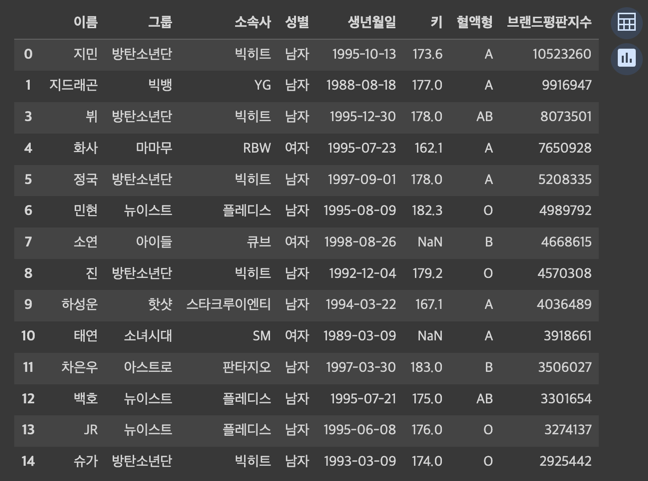 이름 그룹 소속사 성별 생년월일 키 혈액형 브랜드평판지수
0 지민 방탄소년단 빅히트 남자 1995-10-13 173.6 A 10523260
1 지드래곤 빅뱅 YG 남자 1988-08-18 177.0 A 9916947
3 뷔 방탄소년단 빅히트 남자 1995-12-30 178.0 AB 8073501
4 화사 마마무 RBW 여자 1995-07-23 162.1 A 7650928
5 정국 방탄소년단 빅히트 남자 1997-09-01 178.0 A 5208335
6 민현 뉴이스트 플레디스 남자 1995-08-09 182.3 O 4989792
7 소연 아이들 큐브 여자 1998-08-26 NaN B 4668615
8 진 방탄소년단 빅히트 남자 1992-12-04 179.2 O 4570308
9 하성운 핫샷 스타크루이엔티 남자 1994-03-22 167.1 A 4036489
10 태연 소녀시대 SM 여자 1989-03-09 NaN A 3918661
11 차은우 아스트로 판타지오 남자 1997-03-30 183.0 B 3506027
12 백호 뉴이스트 플레디스 남자 1995-07-21 175.0 AB 3301654
13 JR 뉴이스트 플레디스 남자 1995-06-08 176.0 O 3274137
14 슈가 방탄소년단 빅히트 남자 1993-03-09 174.0 O 2925442